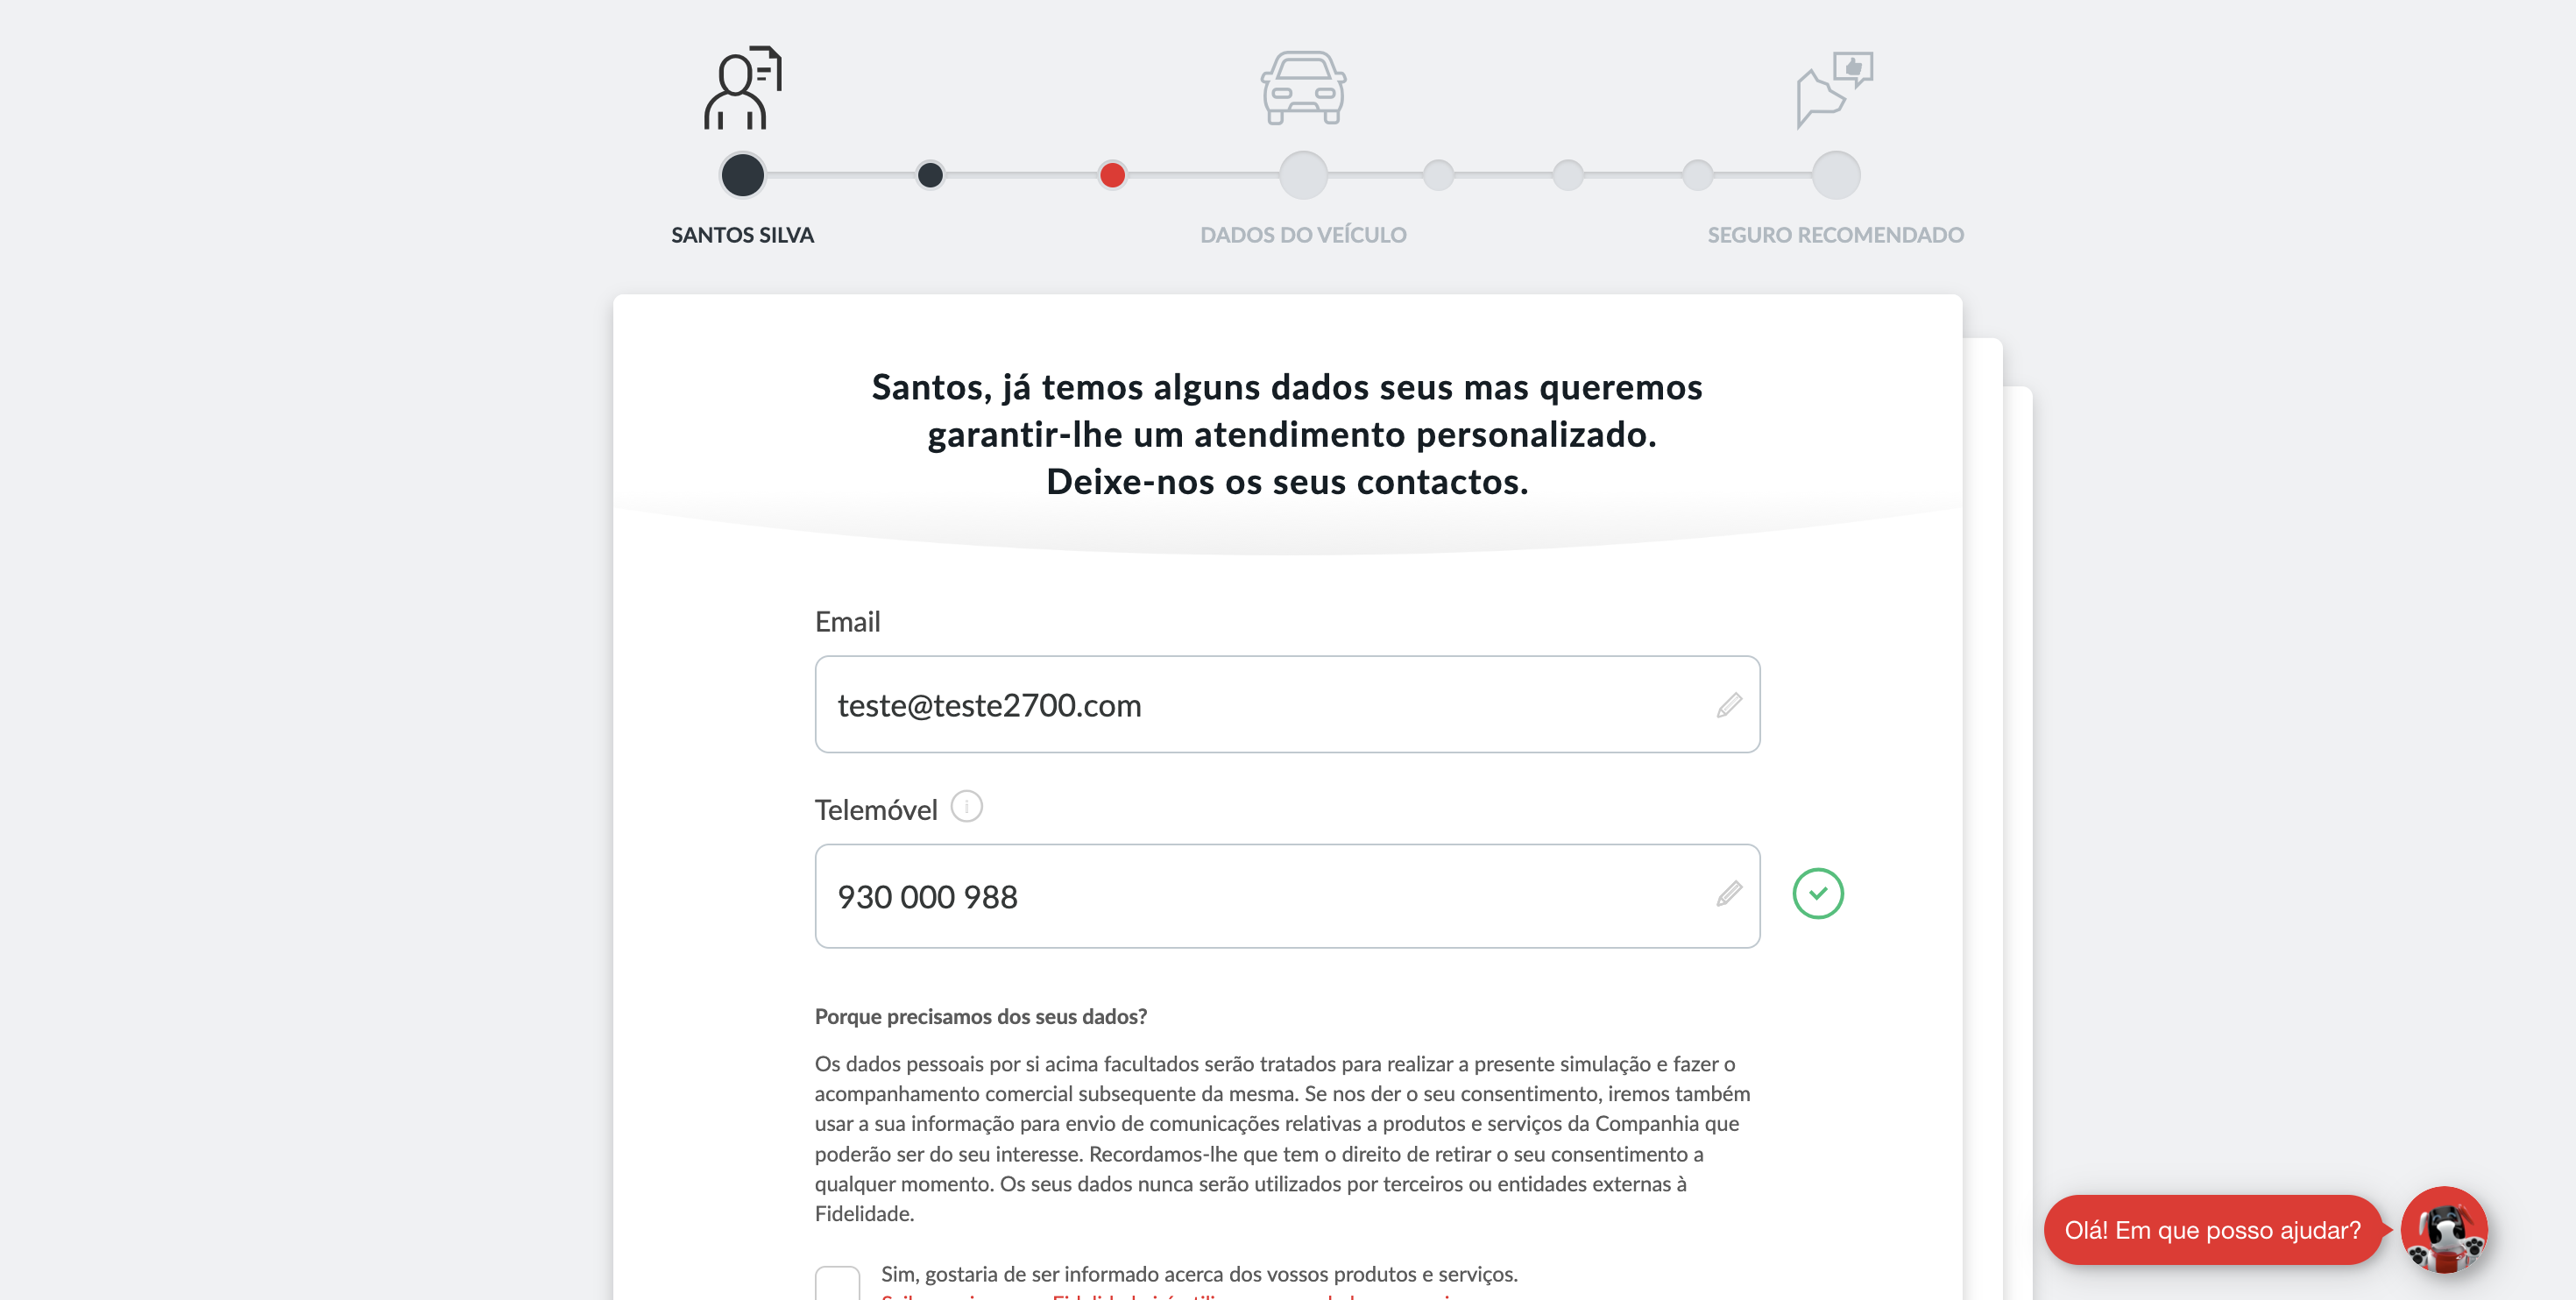 SANTOS SILVA
DADOS DO VEÍCULO
SEGURO RECOMENDADO
Santos, já temos alguns dados seus mas queremos
garantir-lhe um atendimento personalizado.
Deixe-nos os seus contactos.
Email
teste@teste2700.com
Telemóvel
930 000 988
Porque precisamos dos seus dados?
Os dados pessoais por si acima facultados serão tratados para realizar a presente simulação e fazer o
acompanhamento comercial subsequente da mesma. Se nos der o seu consentimento, iremos também
usar a sua informação para envio de comunicações relativas a produtos e serviços da Companhia que
poderão ser do seu interesse. Recordamos-lhe que tem o direito de retirar o seu consentimento a
qualquer momento. Os seus dados nunca serão utilizados por terceiros ou entidades externas à
Fidelidade.
Olá! Em que posso ajudar?
Sim, gostaria de ser informado acerca dos vossos produtos e serviços.